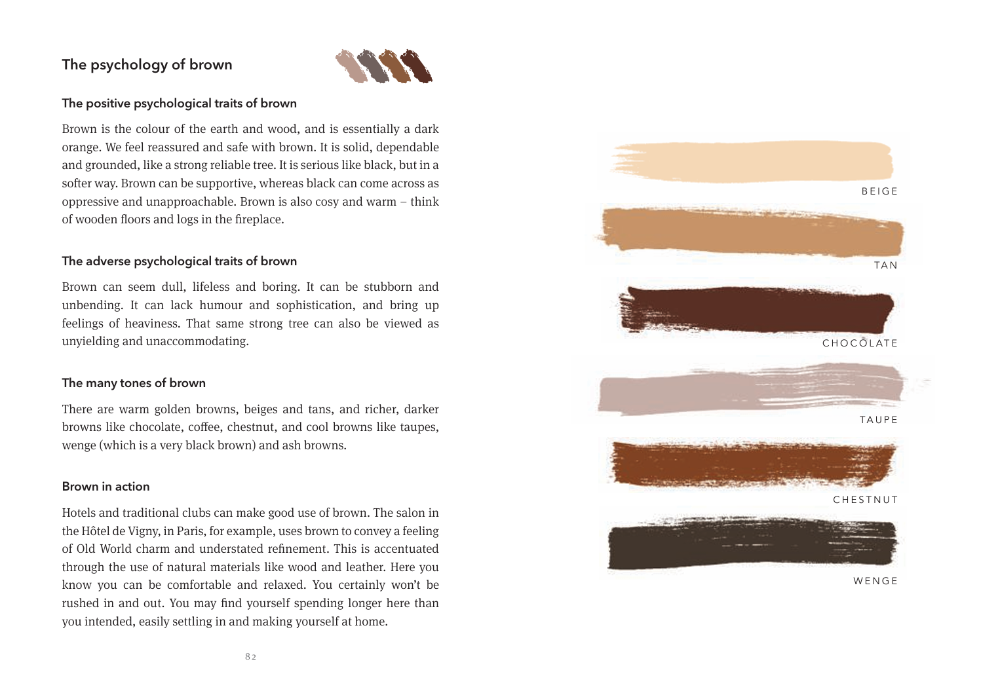 The psychology of brown
The positive psychological traits of brown
Brown is the colour of the earth and wood, and is essentially a dark
orange. We feel reassured and safe with brown. It is solid, dependable
and grounded, like a strong reliable tree. It is serious like black, but in a
softer way. Brown can be supportive, whereas black can come across as
oppressive and unapproachable. Brown is also cosy and warm – think
of wooden floors and logs in the fireplace.
The adverse psychological traits of brown
Brown can seem dull, lifeless and boring. It can be stubborn and
unbending. It can lack humour and sophistication, and bring up
feelings of heaviness. That same strong tree can also be viewed as
unyielding and unaccommodating.
The many tones of brown
There are warm golden browns, beiges and tans, and richer, darker
browns like chocolate, coffee, chestnut, and cool browns like taupes,
wenge (which is a very black brown) and ash browns.
Brown in action
Hotels and traditional clubs can make good use of brown. The salon in
the Hôtel de Vigny, in Paris, for example, uses brown to convey a feeling
of Old World charm and understated refinement. This is accentuated
through the use of natural materials like wood and leather. Here you
know you can be comfortable and relaxed. You certainly won’t be
rushed in and out. You may find yourself spending longer here than
you intended, easily settling in and making yourself at home.
82
BEIGE
TAN
CHOCOLATE
TAUPE
CHESTNUT
WENGE